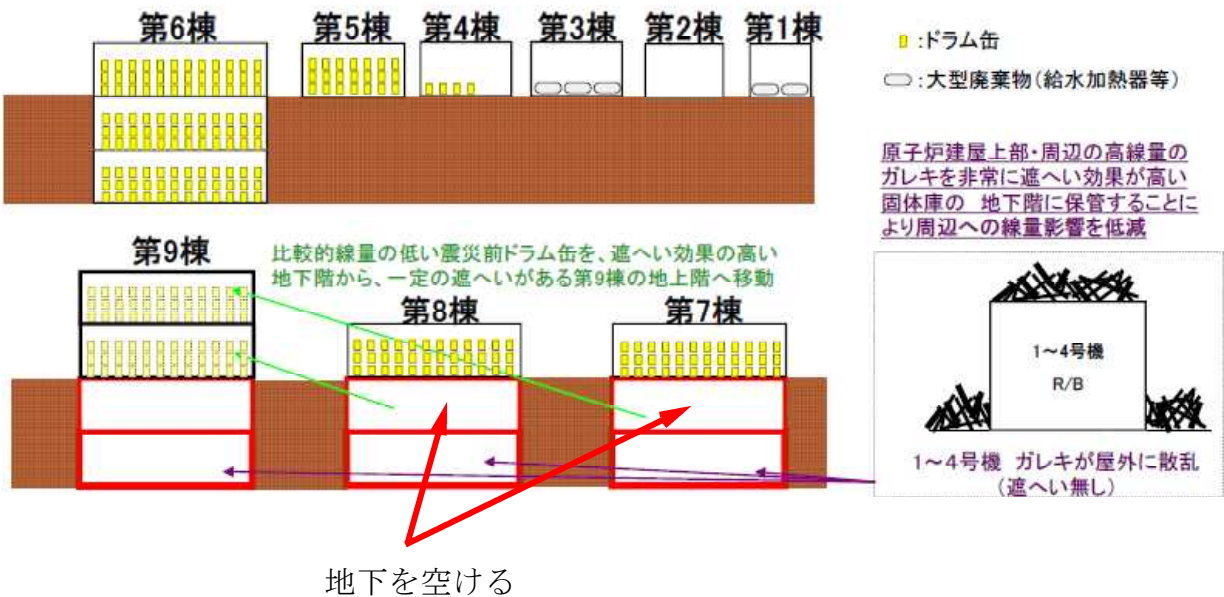 第6棟
第5棟
第4棟
第3棟
第2棟
第1棟
:ドラム缶
:大型廃棄物(給水加熱器等)
原子炉建屋上部・周辺の高線量の
ガレキを非常に遮へい効果が高い
固体庫の 地下階に保管することに
より周辺への線量影響を低減
第9棟
比較的線量の低い震災前ドラム缶を、遮へい効果の高い
地下階から、一定の遮へいがある第9棟の地上階へ移動
第8棟
第7棟
1~4号機
R/B
1~4号機 ガレキが屋外に散乱
(遮へい無し)
地下を空ける